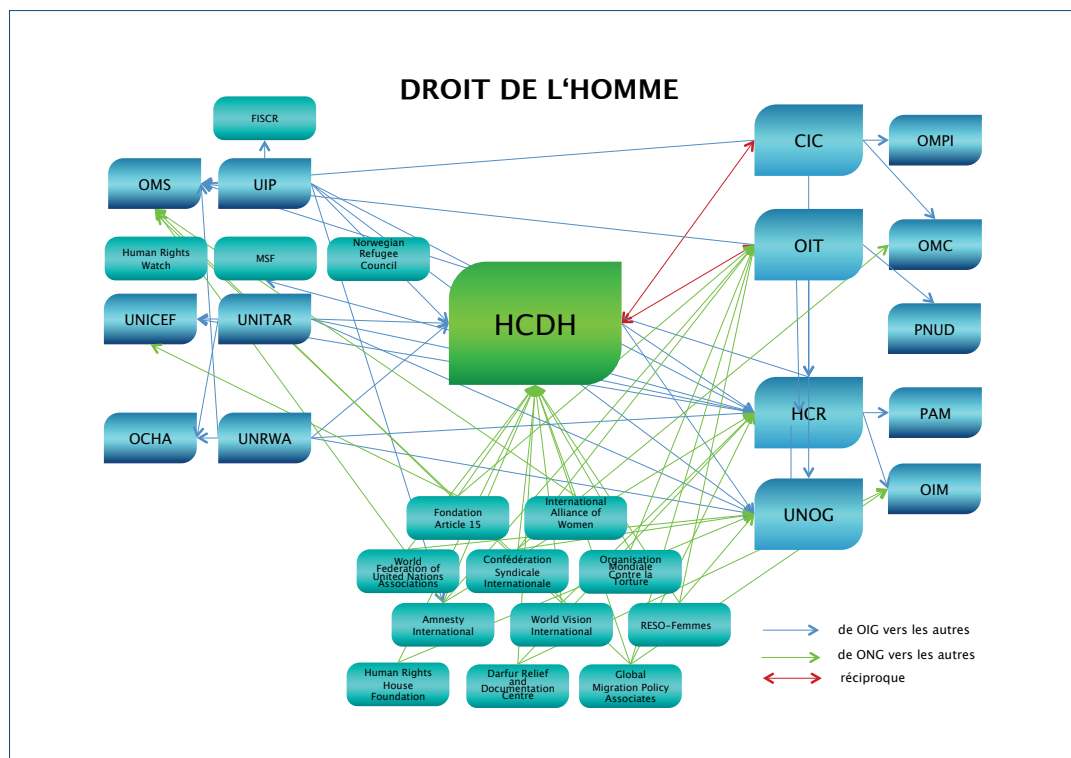 DROIT DE L‘HOMME
FISCR
CIC
OMPI
OMS
UIP
Human Rights
Watch
MSF
Norwegian
Refugee
Council
OIT
OMC
UNICEF
UNITAR
HCDH
PNUD
OCHA
UNRWA
HCR
PAM
UNOG
OIM
Fondation
Article 15
International
Alliance of
Women
World
Federation of
United Nations
Associations
Confédération
Syndicale
Internationale
Organisation
Mondiale
Contre la
Torture
Amnesty
International
World Vision
International
RESO-Femmes
Human Rights
House
Foundation
Darfur Relief
and
Documentation
Centre
Global
Migration Policy
Associates
de OIG vers les autres
de ONG vers les autres
réciproque